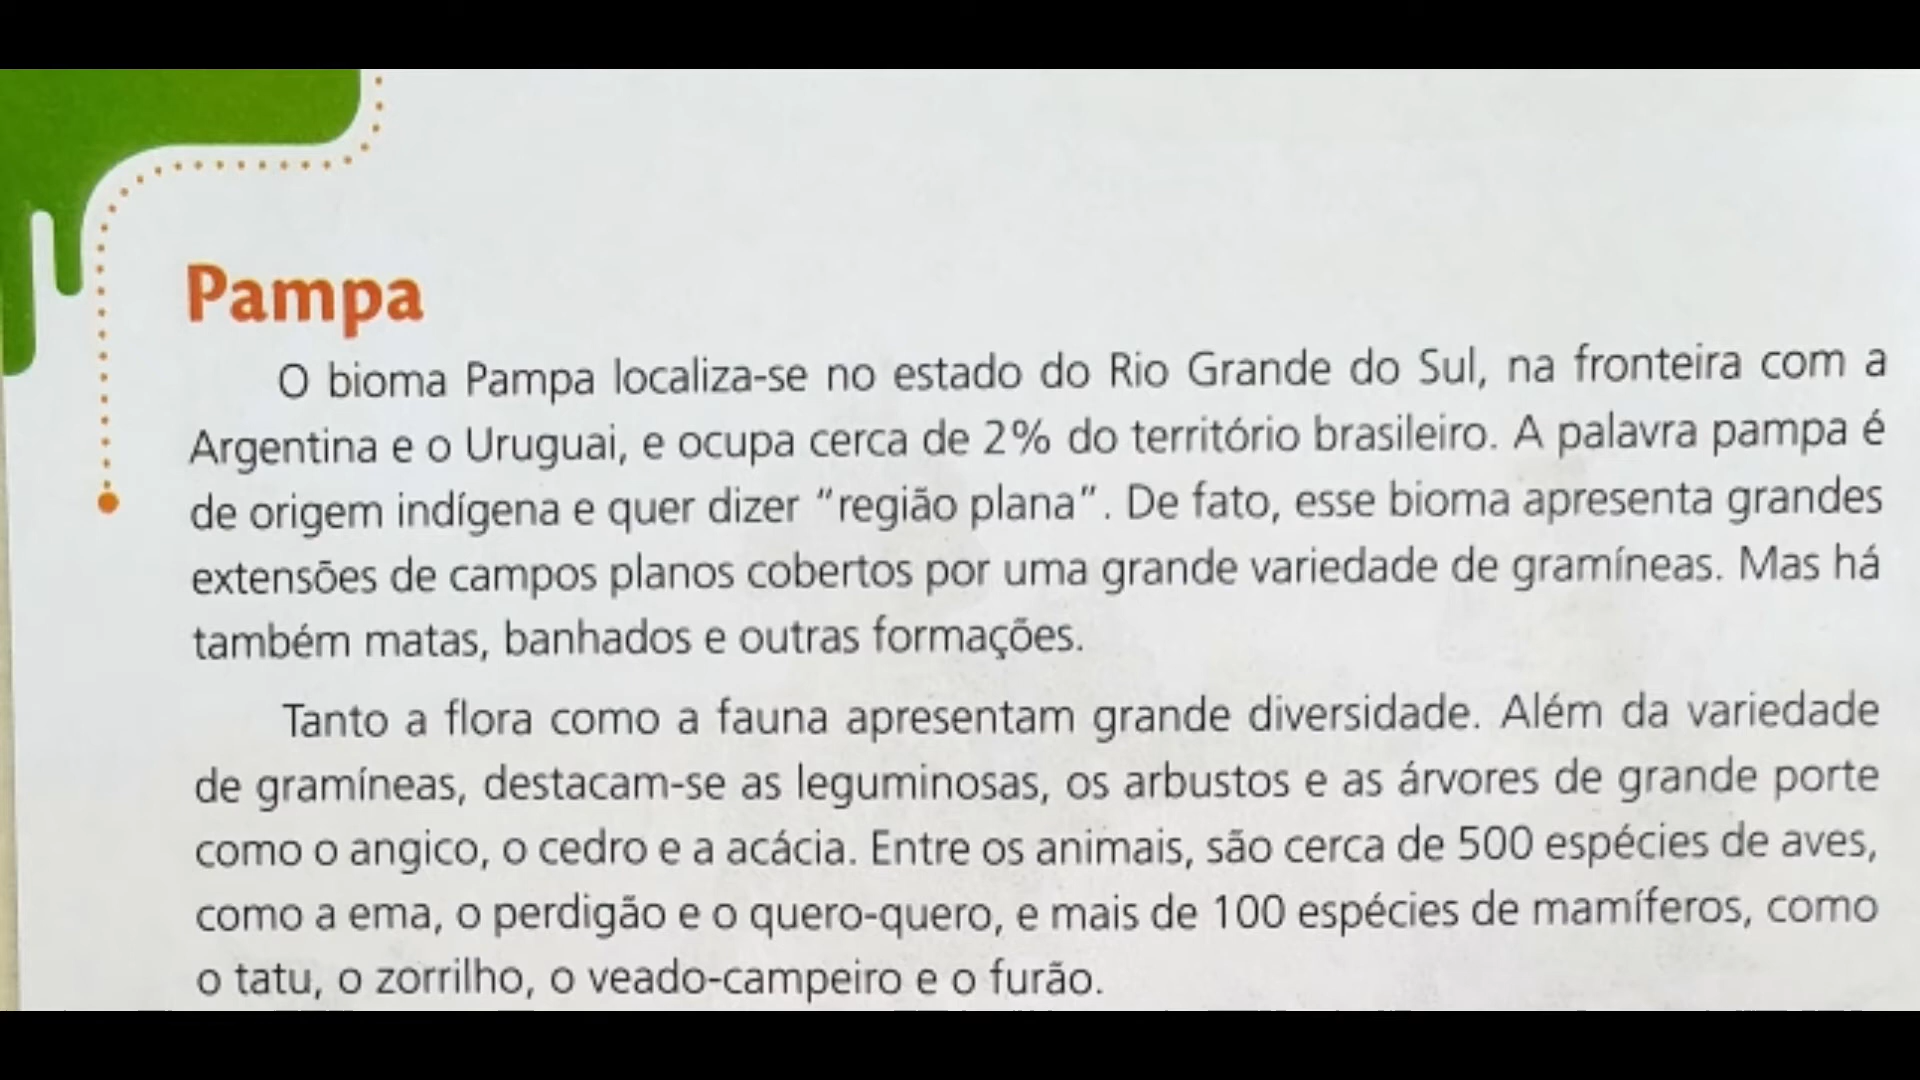 Pampa
O bioma Pampa localiza-se no estado do Rio Grande do Sul, na fronteira com a
Argentina e o Uruguai, e ocupa cerca de 2% do território brasileiro. A palavra pampa é
de origem indígena e quer dizer “região plana”. De fato, esse bioma apresenta grandes
extensões de campos planos cobertos por uma grande variedade de gramíneas. Mas há
também matas, banhados e outras formações.
Tanto a flora como a fauna apresentam grande diversidade. Além da variedade
de gramíneas, destacam-se as leguminosas, os arbustos e as árvores de grande porte
como o angico, o cedro e a acácia. Entre os animais, são cerca de 500 espécies de aves,
como a ema, o perdigão e o quero-quero, e mais de 100 espécies de mamíferos, como
o tatu, o zorrilho, o veado-campeiro e o furão.